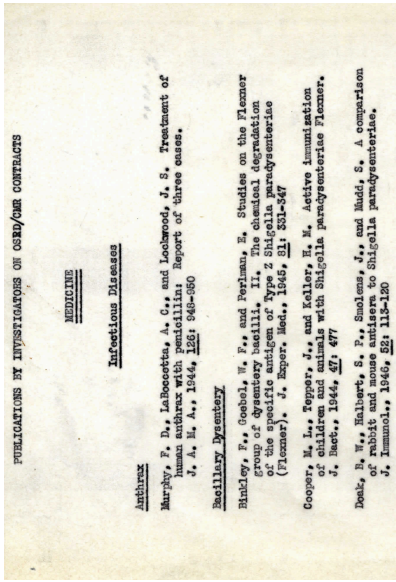 PUBLICATIONS BY INVESTIGATORS ON OSRD/CMR CONTRACTS
MEDICINE
Infectious Diseases
Anthrax
Murphy, F. D., LaBoccetta, A. C., and Lockwood, J. S. Treatment of
human anthrax with penicillin: Report of three cases.
J. A. M. A., 1944, 126: 948-950
Bacillary Dysentery
Binkley, F., Goebel, W. F., and Perlman, E. Studies on the Flexner
group of dysentery bacilli. II. The chemical degradation
of the specific antigen of Type Z Shigella paradysenteriae
(Flexner). J. Exper. Med., 1945, 81: 331-347
Cooper, M. L., Tepper, J., and Keller, H. M. Active immunization
of children and animals with Shigella paradysenteriae Flexner.
J. Bact., 1944, 47: 477
Doak, B. W., Halbert, S. P., Smolens, J., and Mudd, S. A comparison
of rabbit and mouse antisera to Shigella paradysenteriae.
J. Immunol., 1946, 52: 113-120